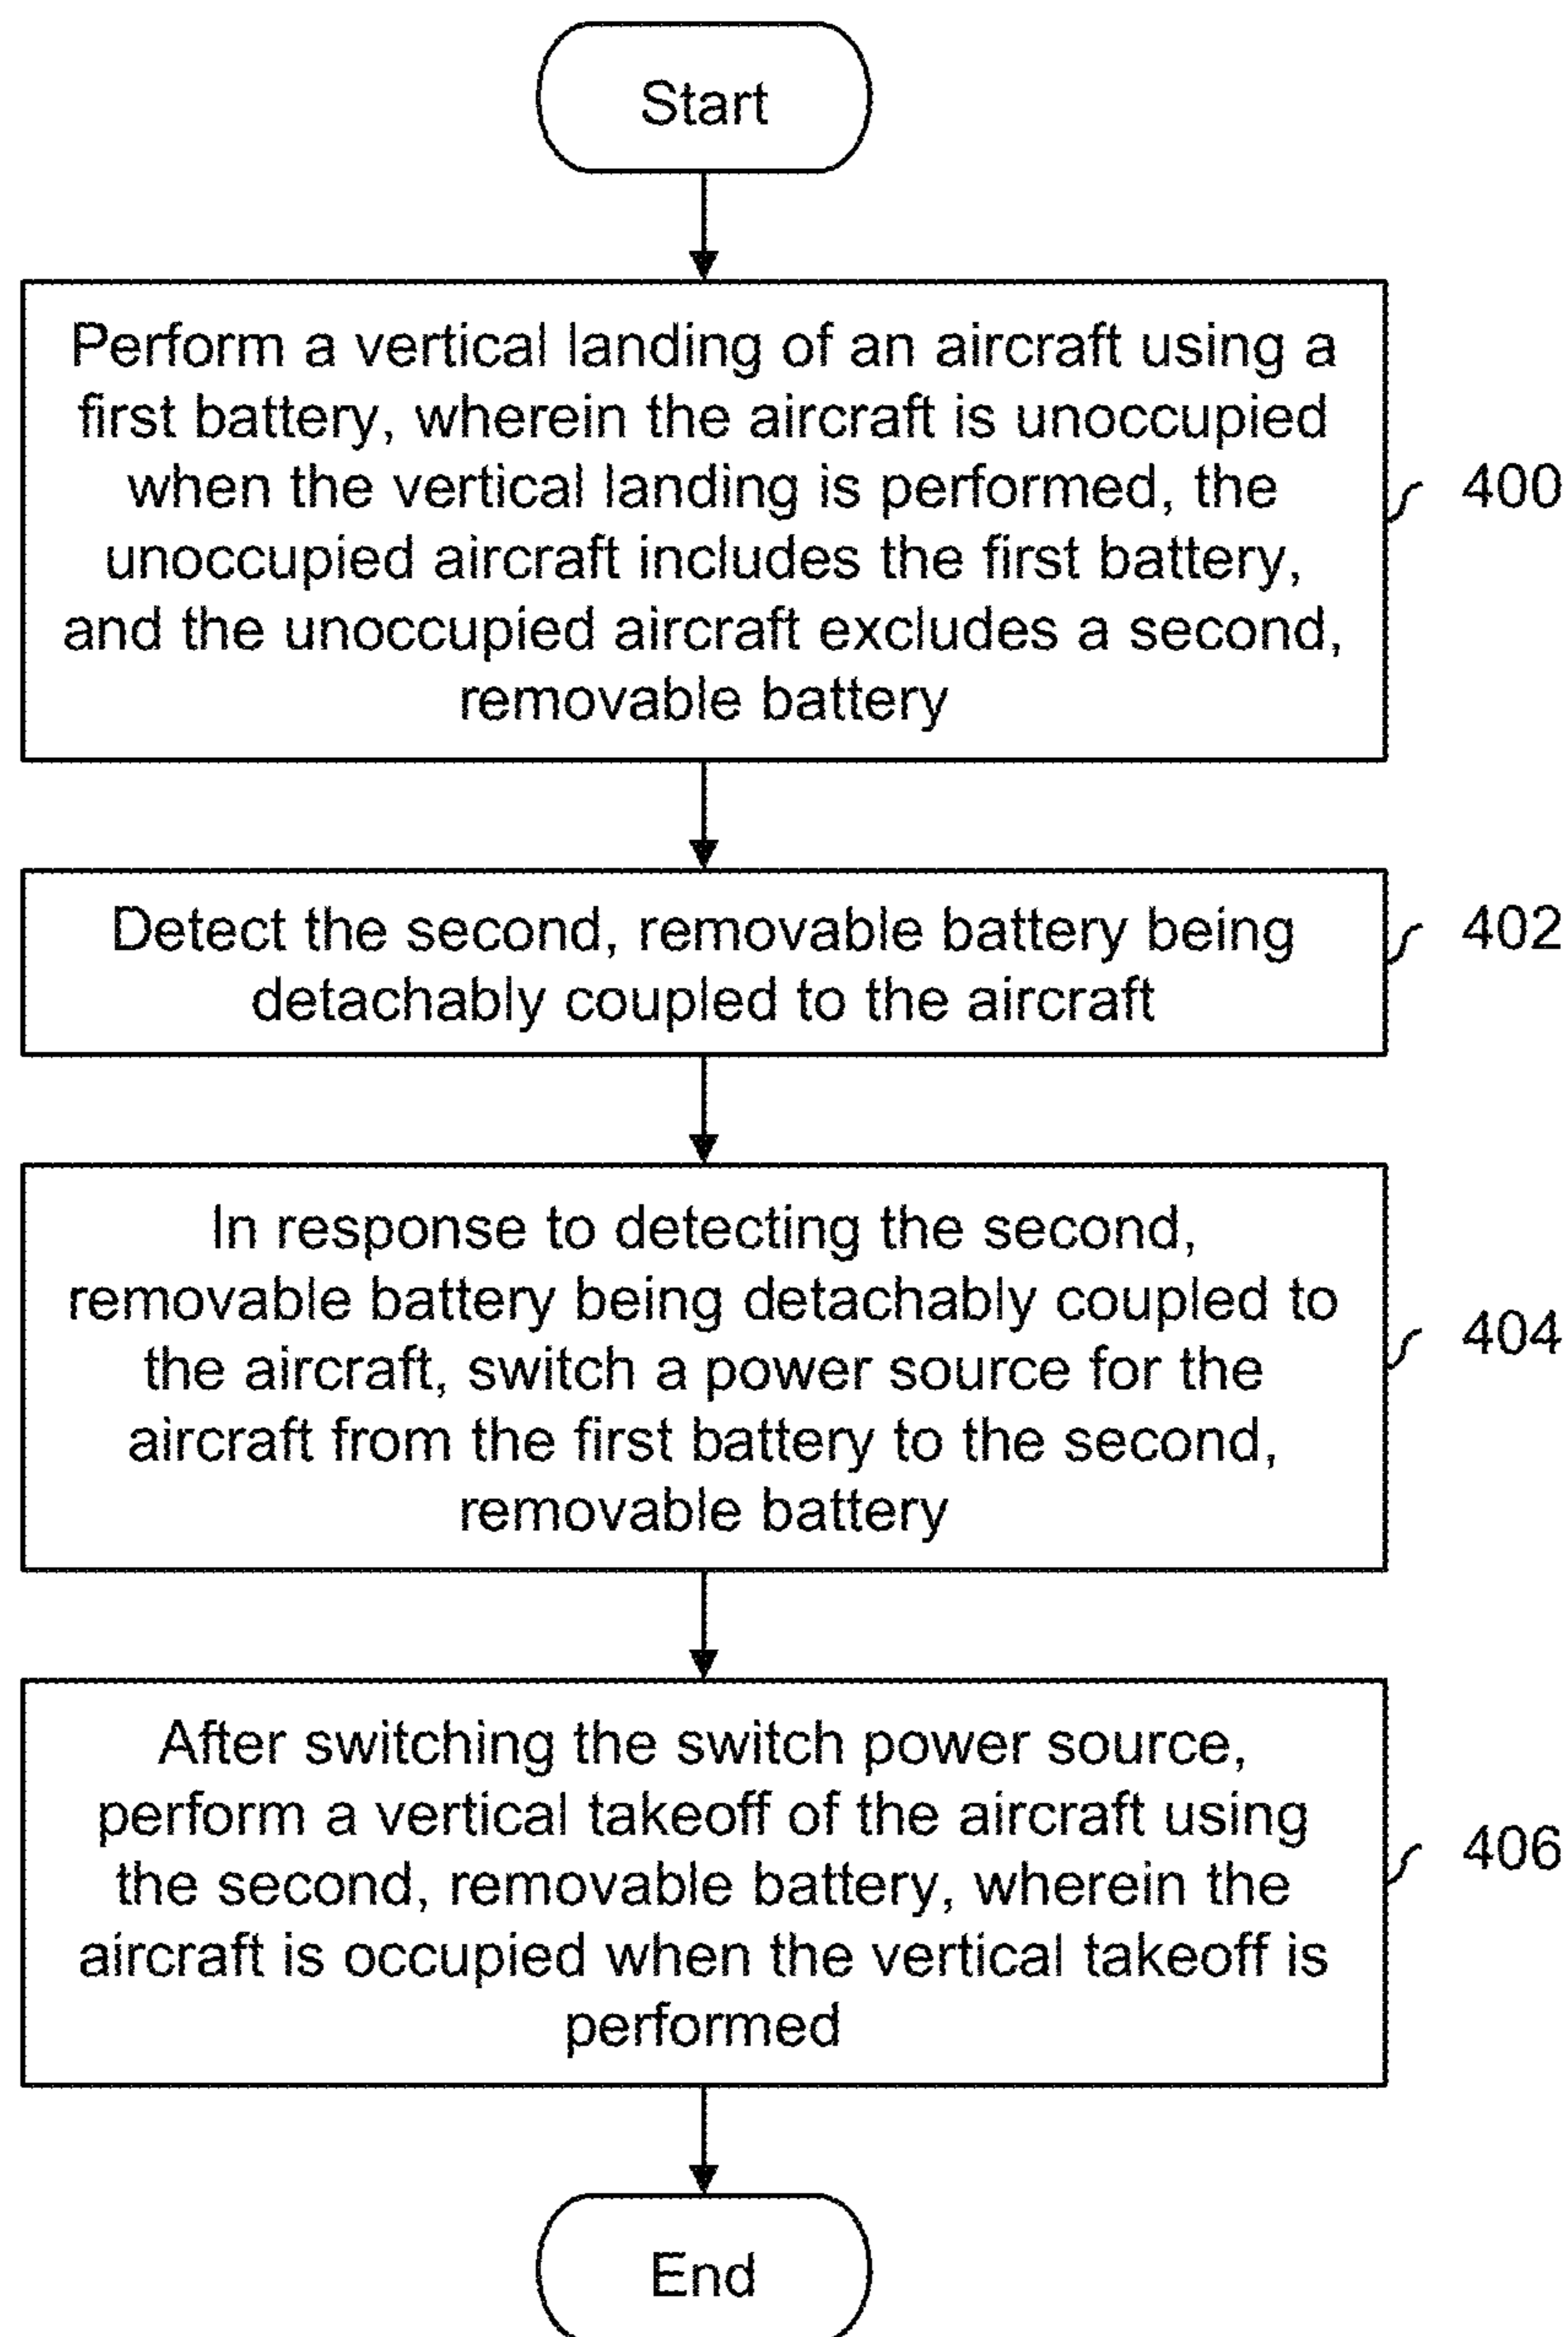 Start
Perform a vertical landing of an aircraft using a
first battery, wherein the aircraft is unoccupied
when the vertical landing is performed, the
unoccupied aircraft includes the first battery,
and the unoccupied aircraft excludes a second,
removable battery
400
Detect the second, removable battery being
detachably coupled to the aircraft
402
In response to detecting the second,
removable battery being detachably coupled to
the aircraft, switch a power source for the
aircraft from the first battery to the second,
removable battery
404
After switching the switch power source,
perform a vertical takeoff of the aircraft using
the second, removable battery, wherein the
aircraft is occupied when the vertical takeoff is
performed
406
End